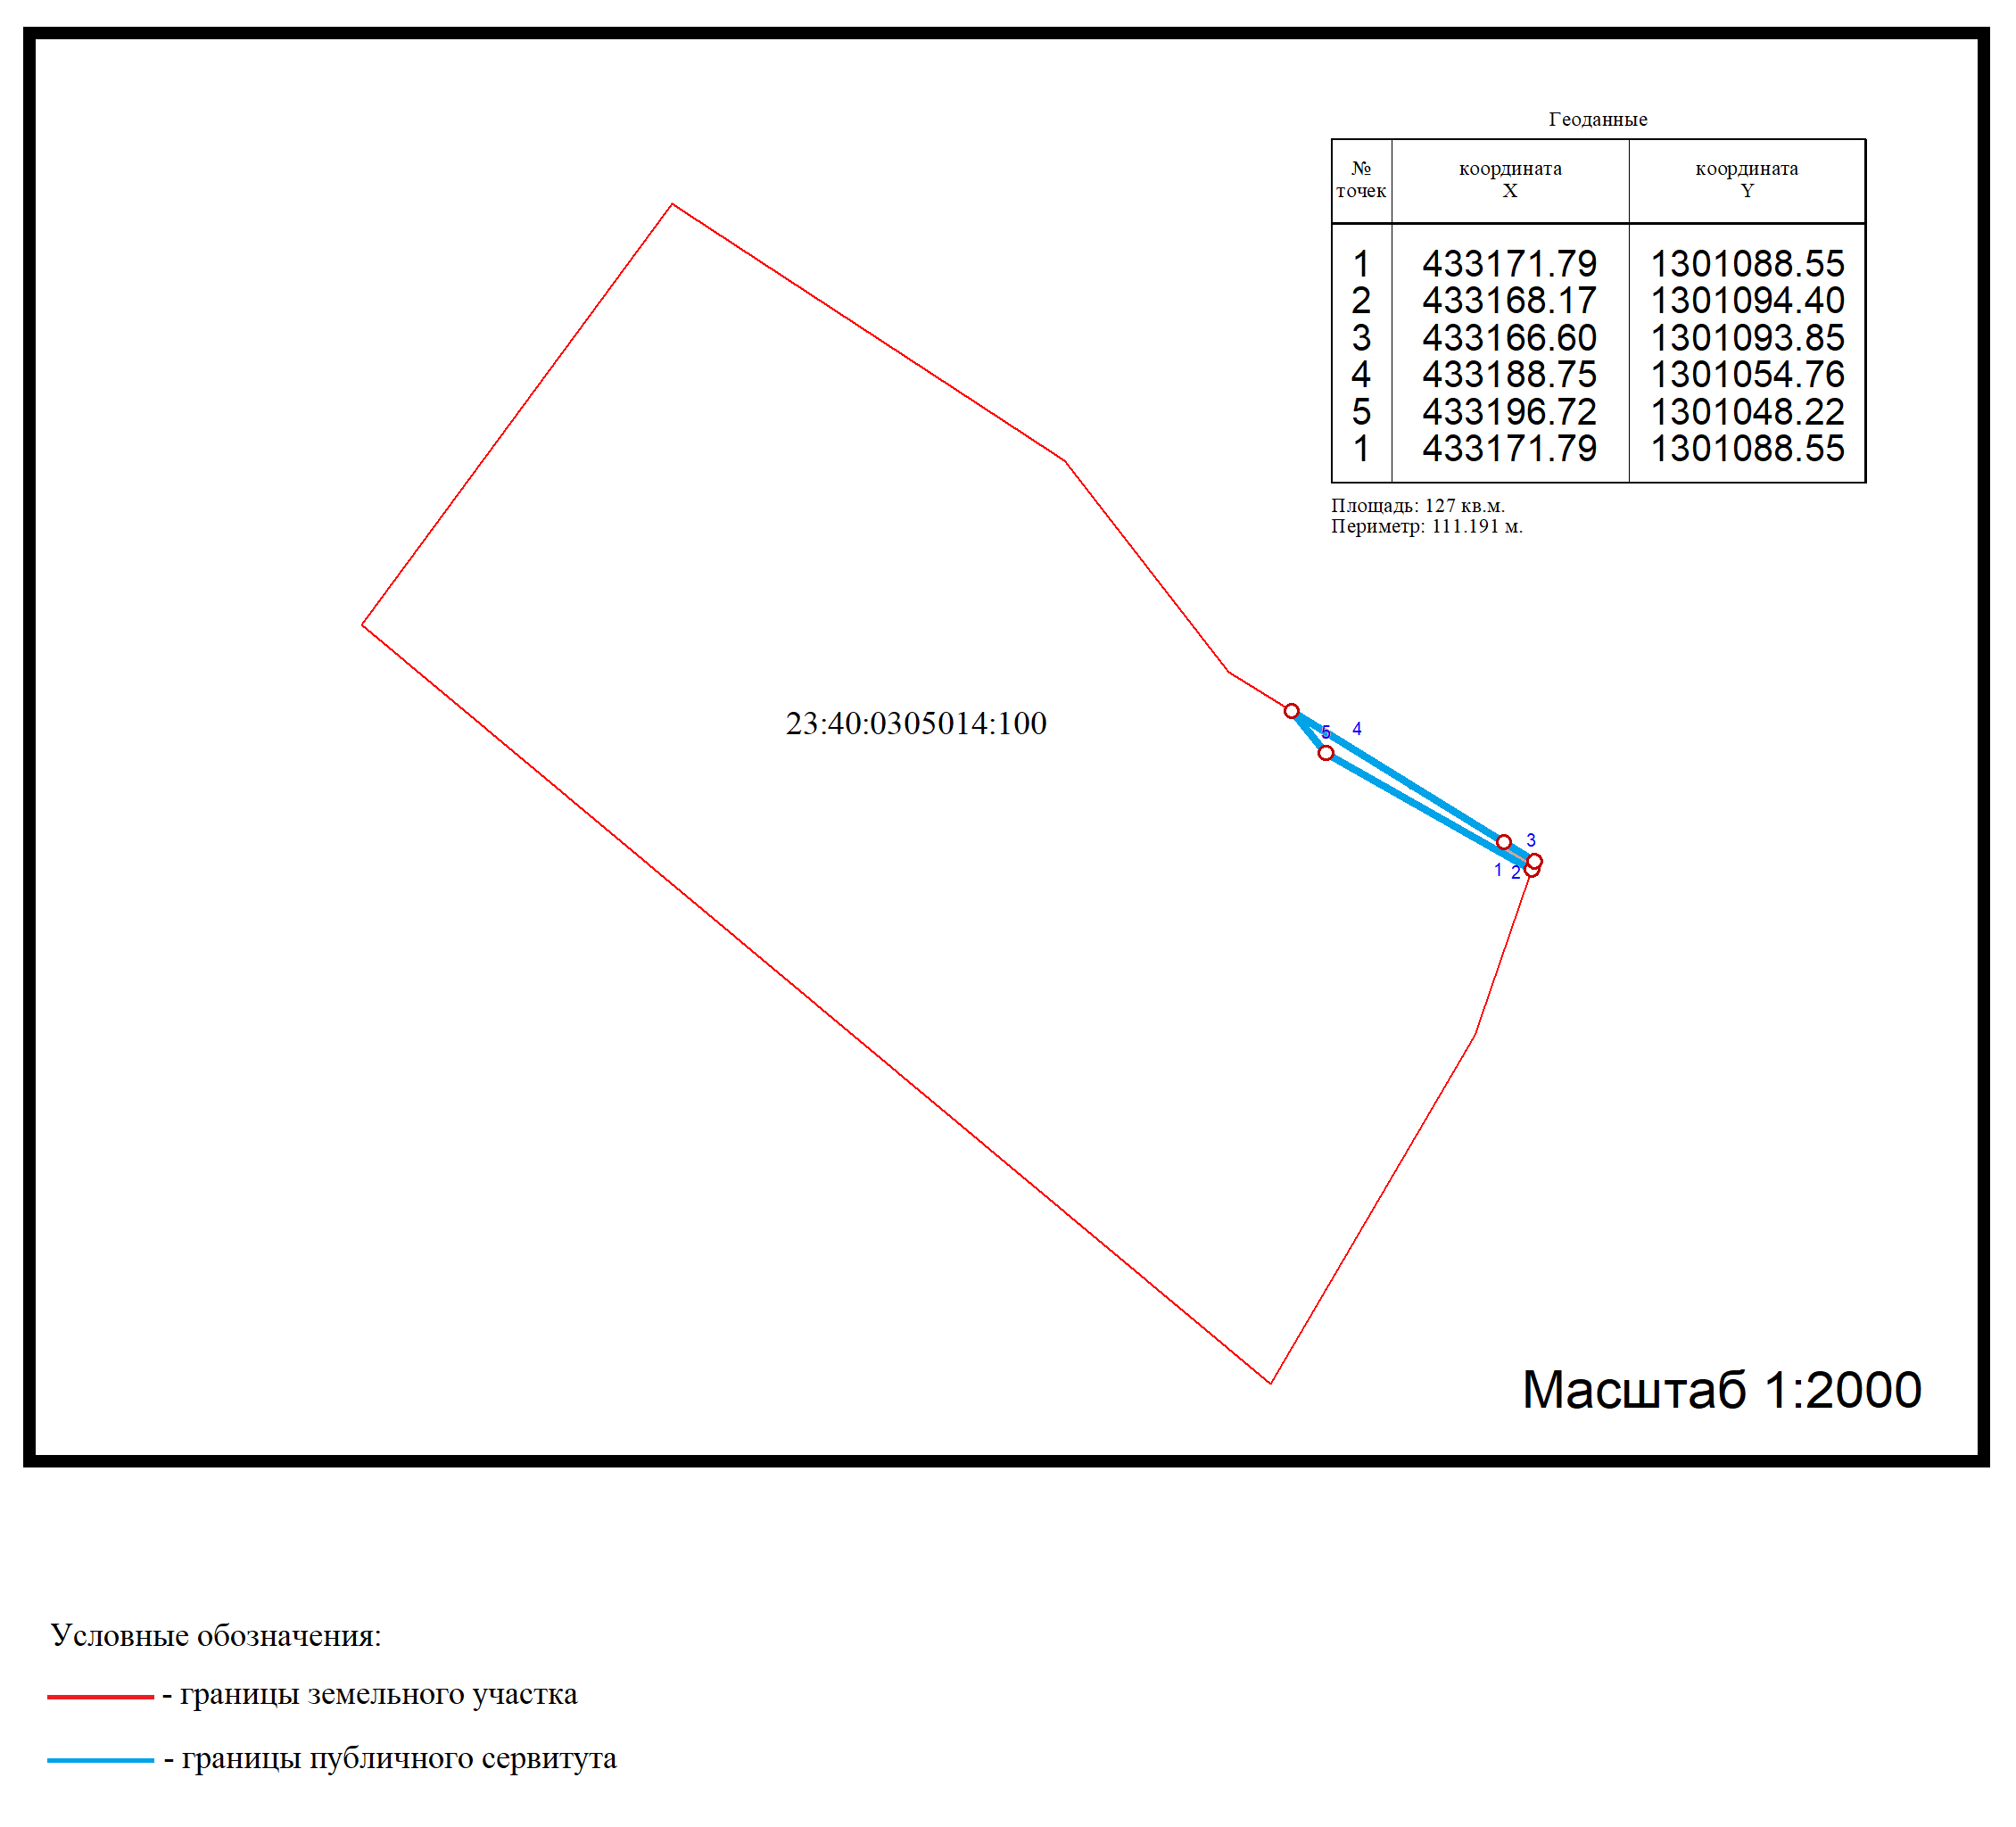 Геоданные
№ точек координата X координата Y
1 433171.79 1301088.55
2 433168.17 1301094.40
3 433166.60 1301093.85
4 433188.75 1301054.76
5 433196.72 1301048.22
1 433171.79 1301088.55
Площадь: 127 кв.м.
Периметр: 111.191 м.
23:40:0305014:100
5
4
3
1
2
Масштаб 1:2000
Условные обозначения:
- границы земельного участка
- границы публичного сервитута